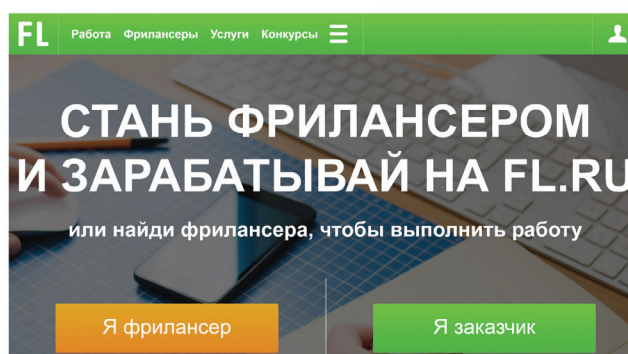 FL Работа Фрилансеры Услуги Конкурсы
СТАНЬ ФРИЛАНСЕРОМ
И ЗАРАБАТЫВАЙ НА FL.RU
или найди фрилансера, чтобы выполнить работу
Я фрилансер Я заказчик